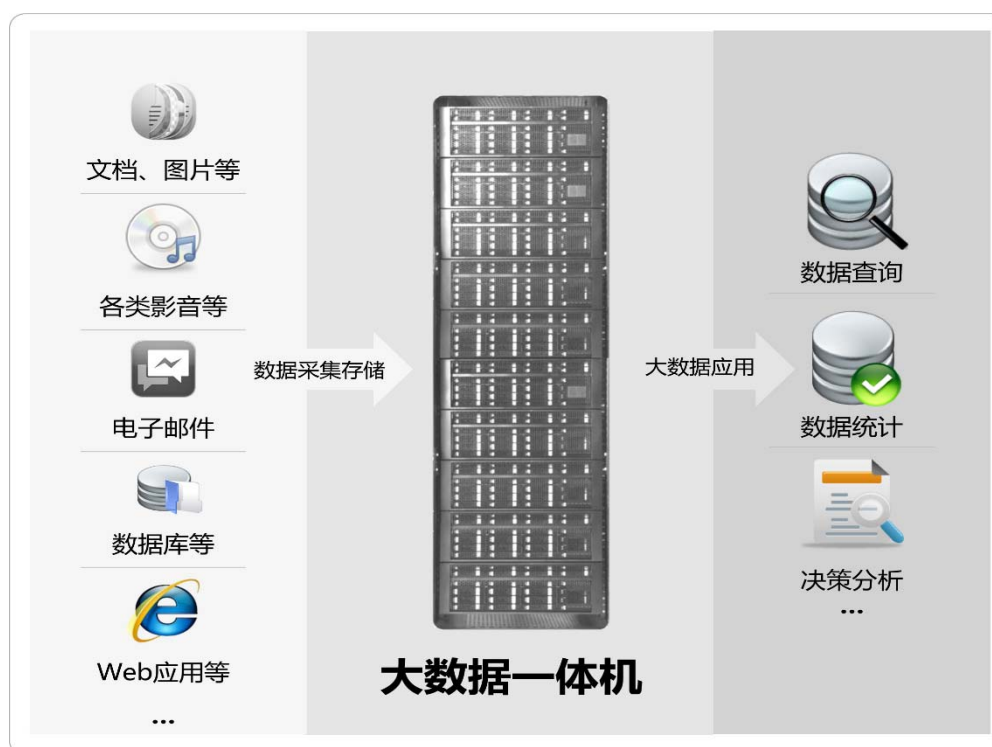 文档、图片等
各类影音等
电子邮件
数据库等
Web应用等
...
数据采集存储
大数据一体机
大数据应用
数据查询
数据统计
决策分析
...